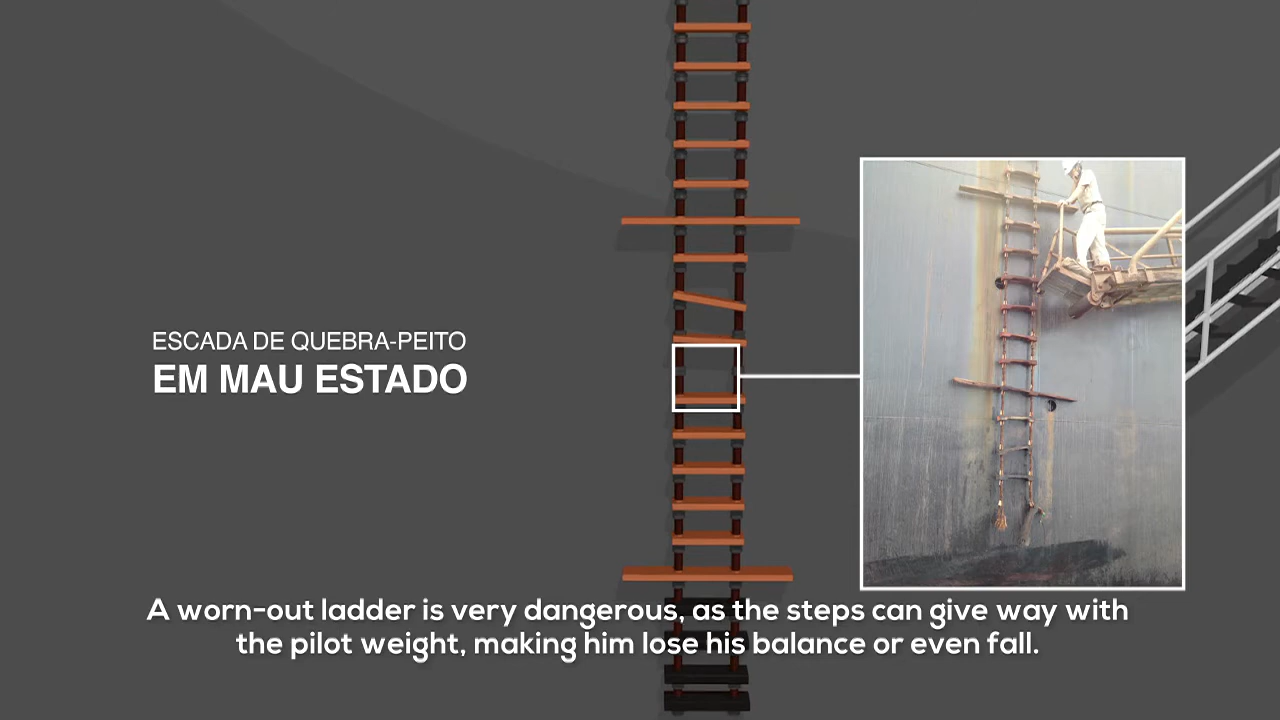 ESCADA DE QUEBRA-PEITO
EM MAU ESTADO
A worn-out ladder is very dangerous, as the steps can give way with
the pilot weight, making him lose his balance or even fall.